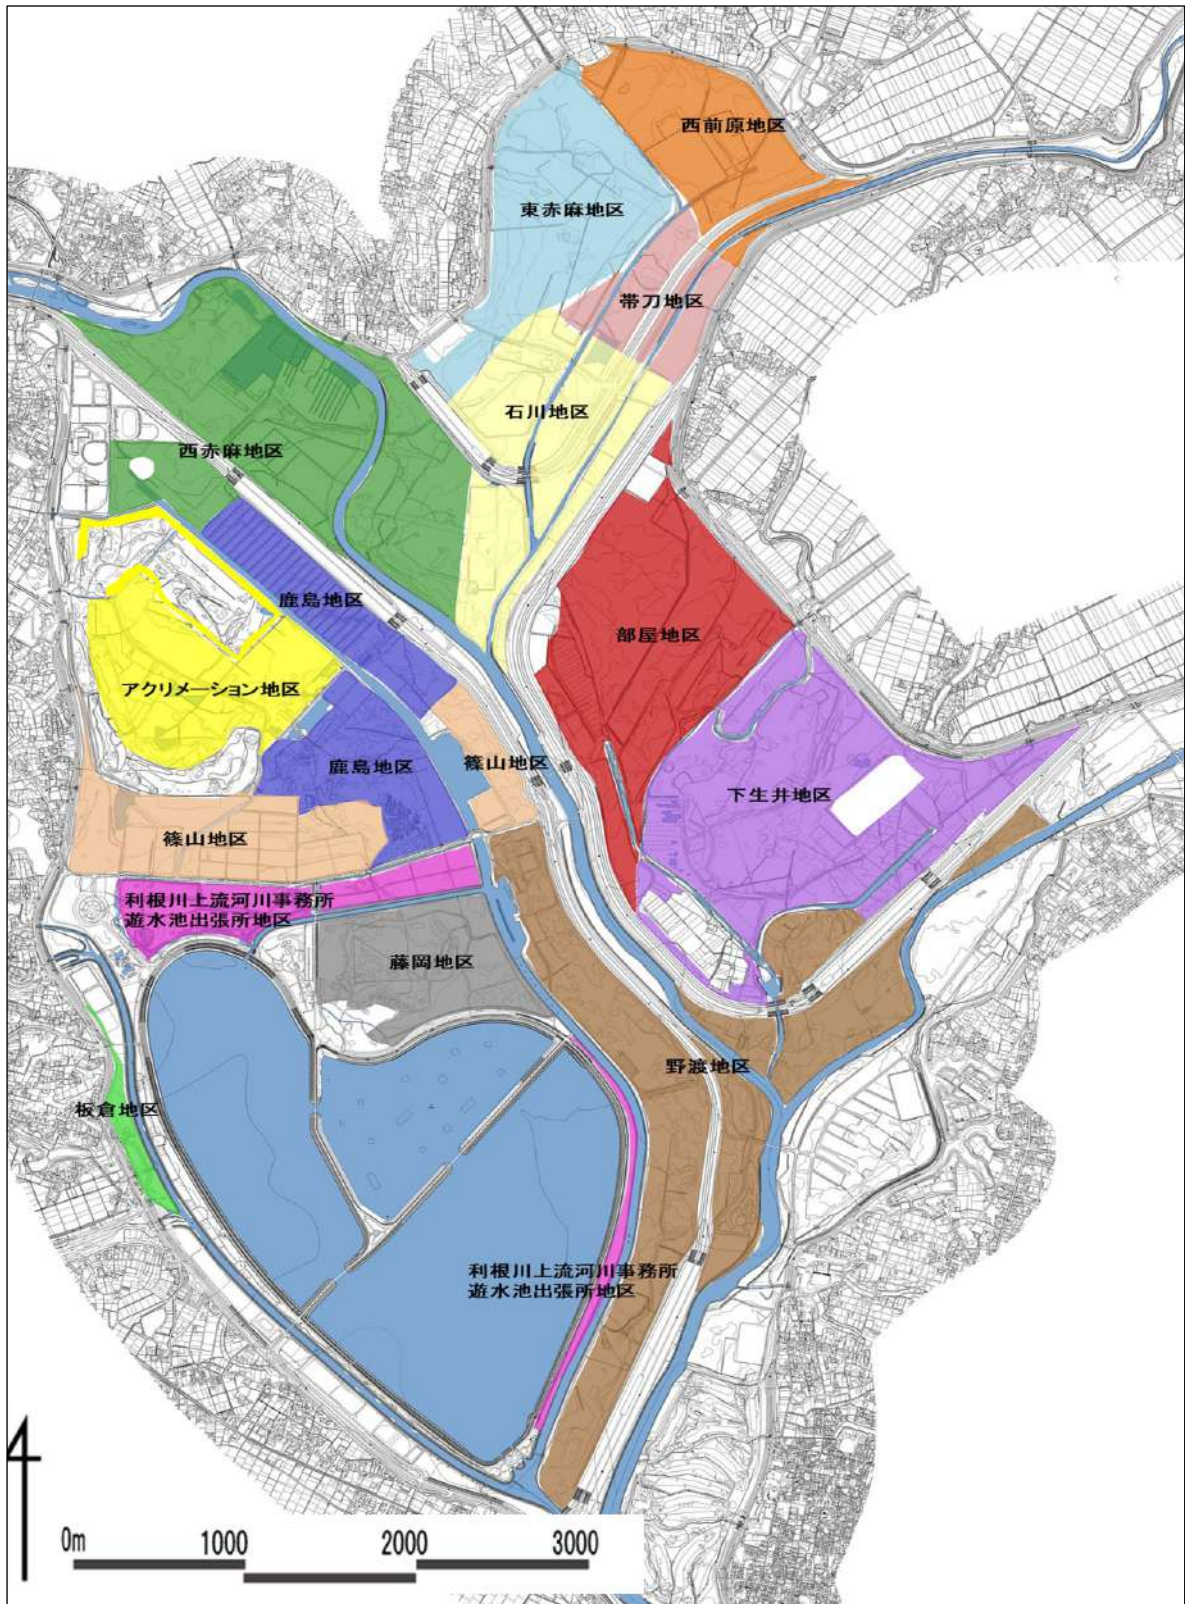 西前原地区
東赤麻地区
帯刀地区
石川地区
西赤麻地区
鹿島地区
部屋地区
アクリメーション地区
鹿島地区
篠山地区
下生井地区
篠山地区
利根川上流河川事務所
遊水池出張所地区
藤岡地区
野渡地区
板倉地区
利根川上流河川事務所
遊水池出張所地区
0m 1000 2000 3000